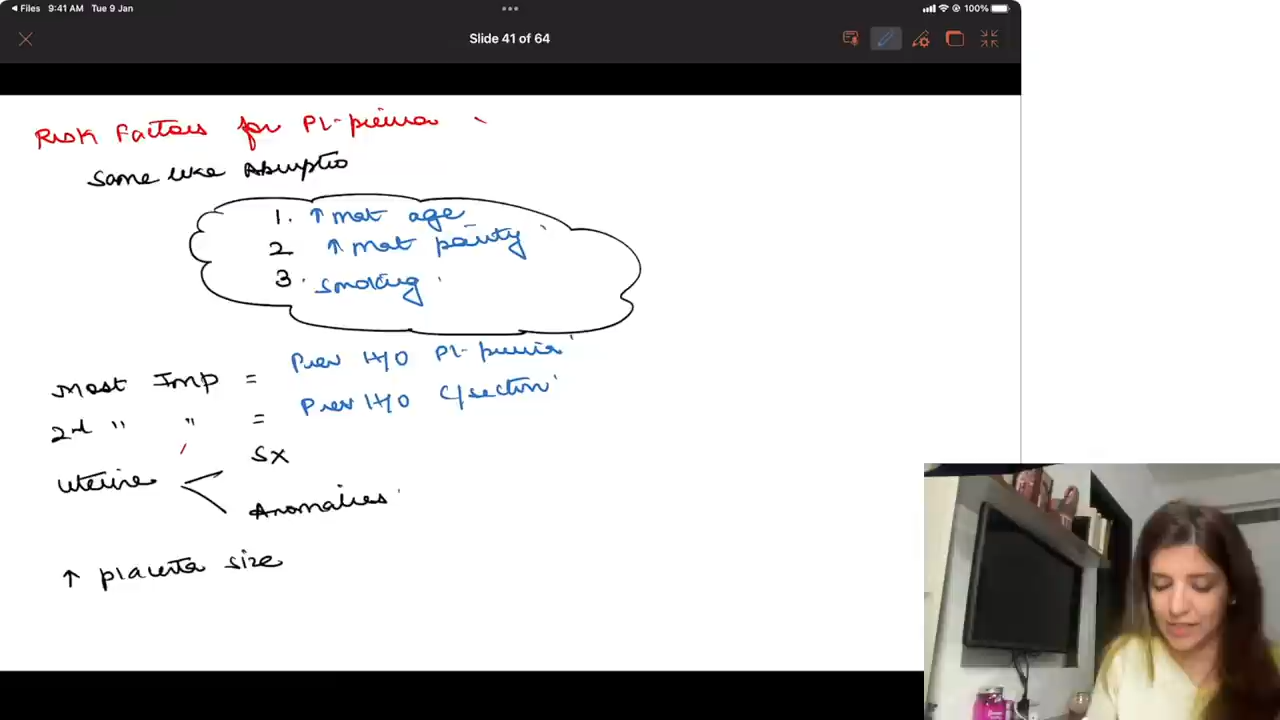 Files 9:41 AM Tue 9 Jan 100%
Slide 41 of 64
Risk Factors for Pl-previa
Same like Abruptio
1. ↑ mat age
2 ↑ mat parity
3. smoking
Most Imp = Prev H/O Pl-previa
2nd " " = Prev H/O C/section
uterine < Sx
Anomalies
↑ placenta size